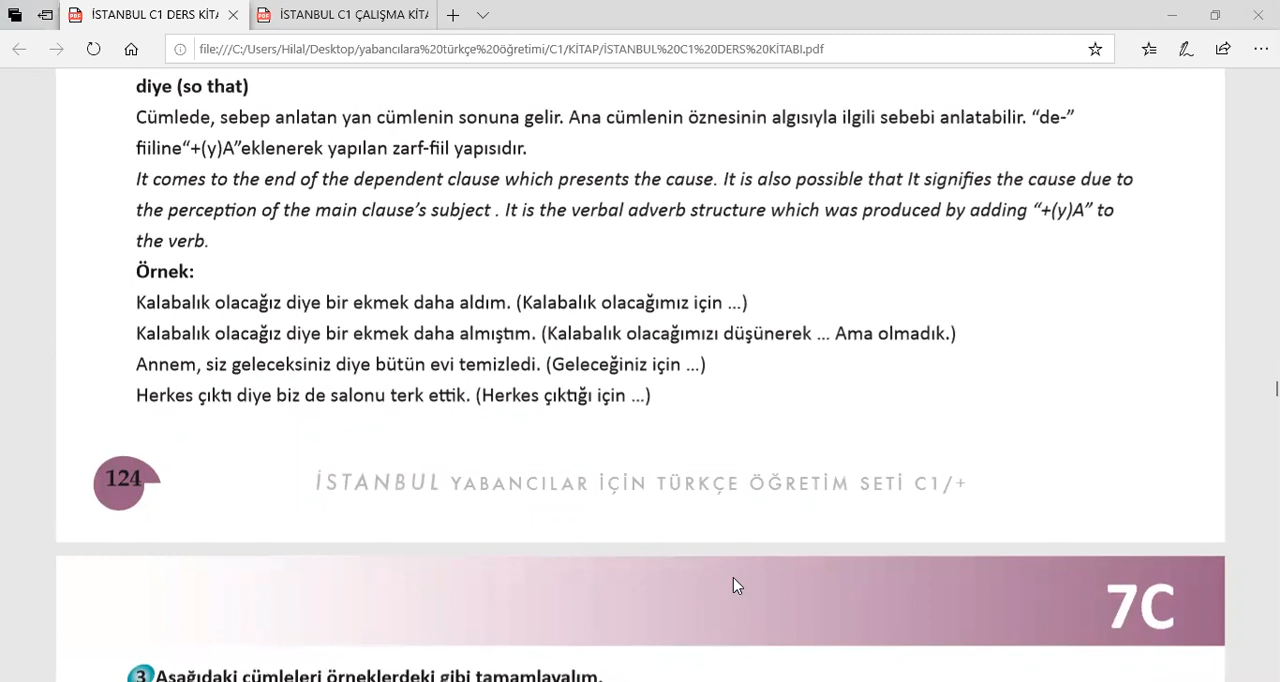 İSTANBUL C1 DERS KİTA
İSTANBUL C1 ÇALIŞMA KİTA
file:///C:/Users/Hilal/Desktop/yabancılara%20türkçe%20öğretimi/C1/KİTAP/İSTANBUL%20C1%20DERS%20KİTABI.pdf
diye (so that)
Cümlede, sebep anlatan yan cümlenin sonuna gelir. Ana cümlenin öznesinin algısıyla ilgili sebebi anlatabilir. “de-”
fiiline“+(y)A”eklenerek yapılan zarf-fiil yapısıdır.
It comes to the end of the dependent clause which presents the cause. It is also possible that It signifies the cause due to
the perception of the main clause’s subject . It is the verbal adverb structure which was produced by adding “+(y)A” to
the verb.
Örnek:
Kalabalık olacağız diye bir ekmek daha aldım. (Kalabalık olacağımız için ...)
Kalabalık olacağız diye bir ekmek daha almıştım. (Kalabalık olacağımızı düşünerek ... Ama olmadık.)
Annem, siz geleceksiniz diye bütün evi temizledi. (Geleceğiniz için ...)
Herkes çıktı diye biz de salonu terk ettik. (Herkes çıktığı için ...)
124
İSTANBUL YABANCILAR İÇİN TÜRKÇE ÖĞRETİM SETİ C1/+
7C
3 Aşağıdaki cümleleri örneklerdeki gibi tamamlayalım.